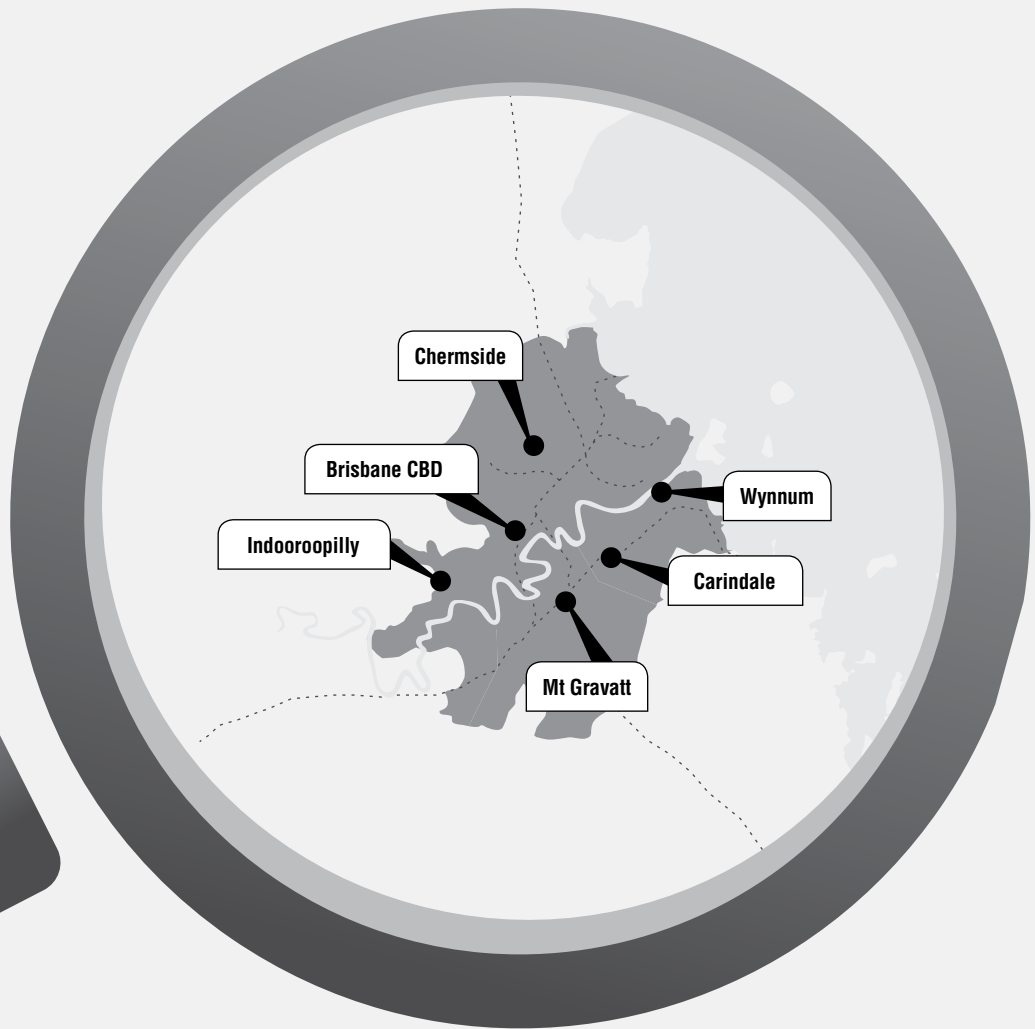 Chermside
Brisbane CBD
Wynnum
Indooroopilly
Carindale
Mt Gravatt